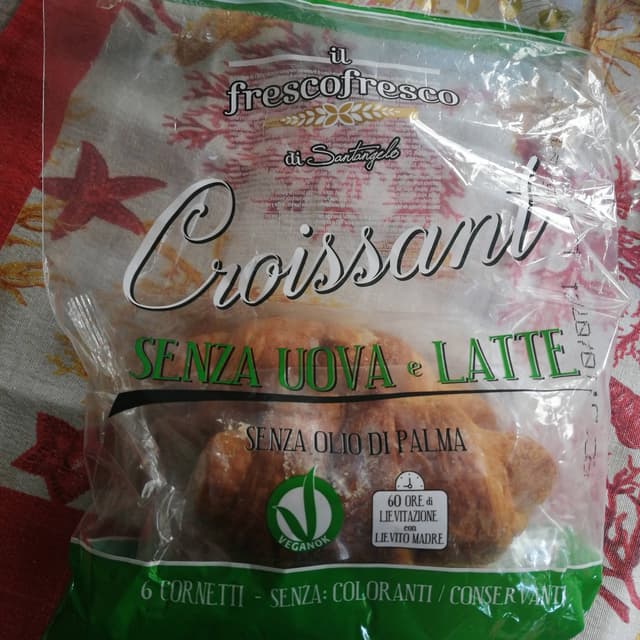 il
frescofresco
di Santangelo
Croissant
SENZA UOVA e LATTE
SENZA OLIO DI PALMA
VEGANOK
60 ORE di
LIEVITAZIONE
con
LIEVITO MADRE
6 CORNETTI - SENZA: COLORANTI / CONSERVANTI